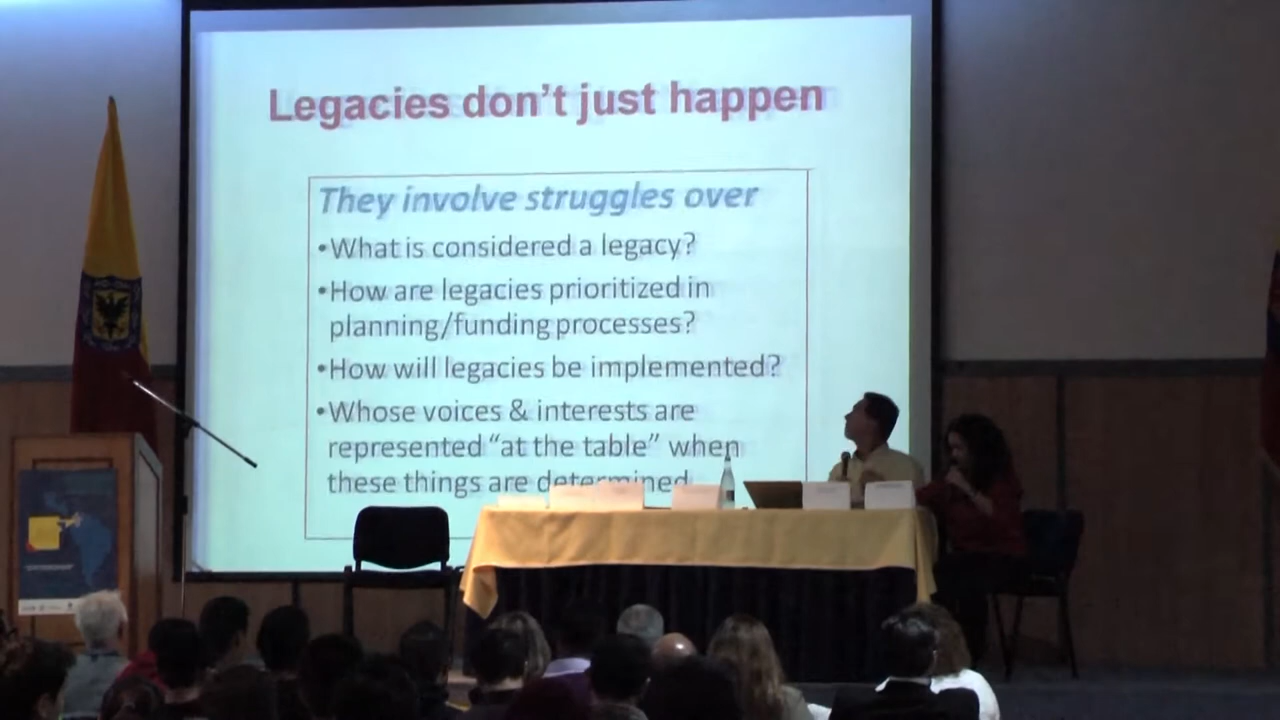 Legacies don't just happen
They involve struggles over
•What is considered a legacy?
•How are legacies prioritized in
planning/funding processes?
•How will legacies be implemented?
•Whose voices & interests are
represented “at the table” when
these things are determined